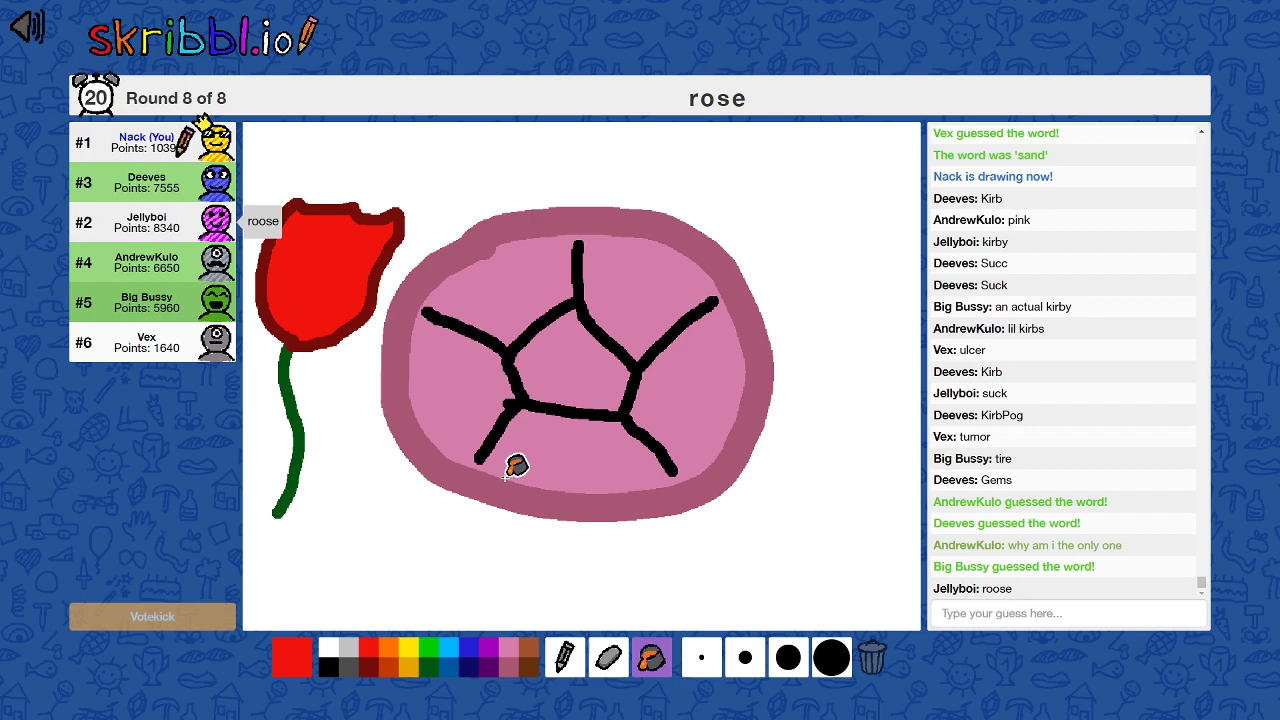 skribbl.io
20
Round 8 of 8
rose
#1
Nack (You)
Points: 1039
#3
Deeves
Points: 7555
#2
Jellyboi
Points: 8340
roose
#4
AndrewKulo
Points: 6650
#5
Big Bussy
Points: 5960
#6
Vex
Points: 1640
Votekick
Vex guessed the word!
The word was 'sand'
Nack is drawing now!
Deeves: Kirb
AndrewKulo: pink
Jellyboi: kirby
Deeves: Succ
Deeves: Suck
Big Bussy: an actual kirby
AndrewKulo: lil kirbs
Vex: ulcer
Deeves: Kirb
Jellyboi: suck
Deeves: KirbPog
Vex: tumor
Big Bussy: tire
Deeves: Gems
AndrewKulo guessed the word!
Deeves guessed the word!
AndrewKulo: why am i the only one
Big Bussy guessed the word!
Jellyboi: roose
Type your guess here...